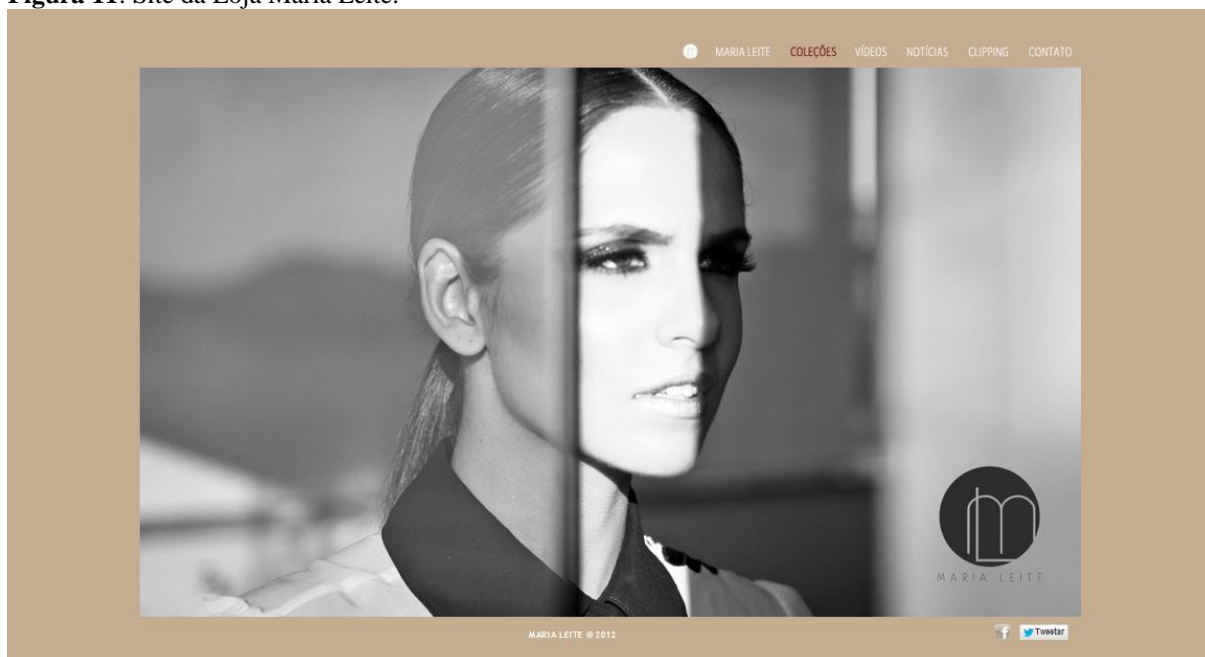 Figura 11. Site da Loja Maria Leite.
MARIA LEITE COLEÇÕES VÍDEOS NOTÍCIAS CLIPPING CONTATO
MARIA LEITE
MARIA LEITE © 2012
f Tweetar